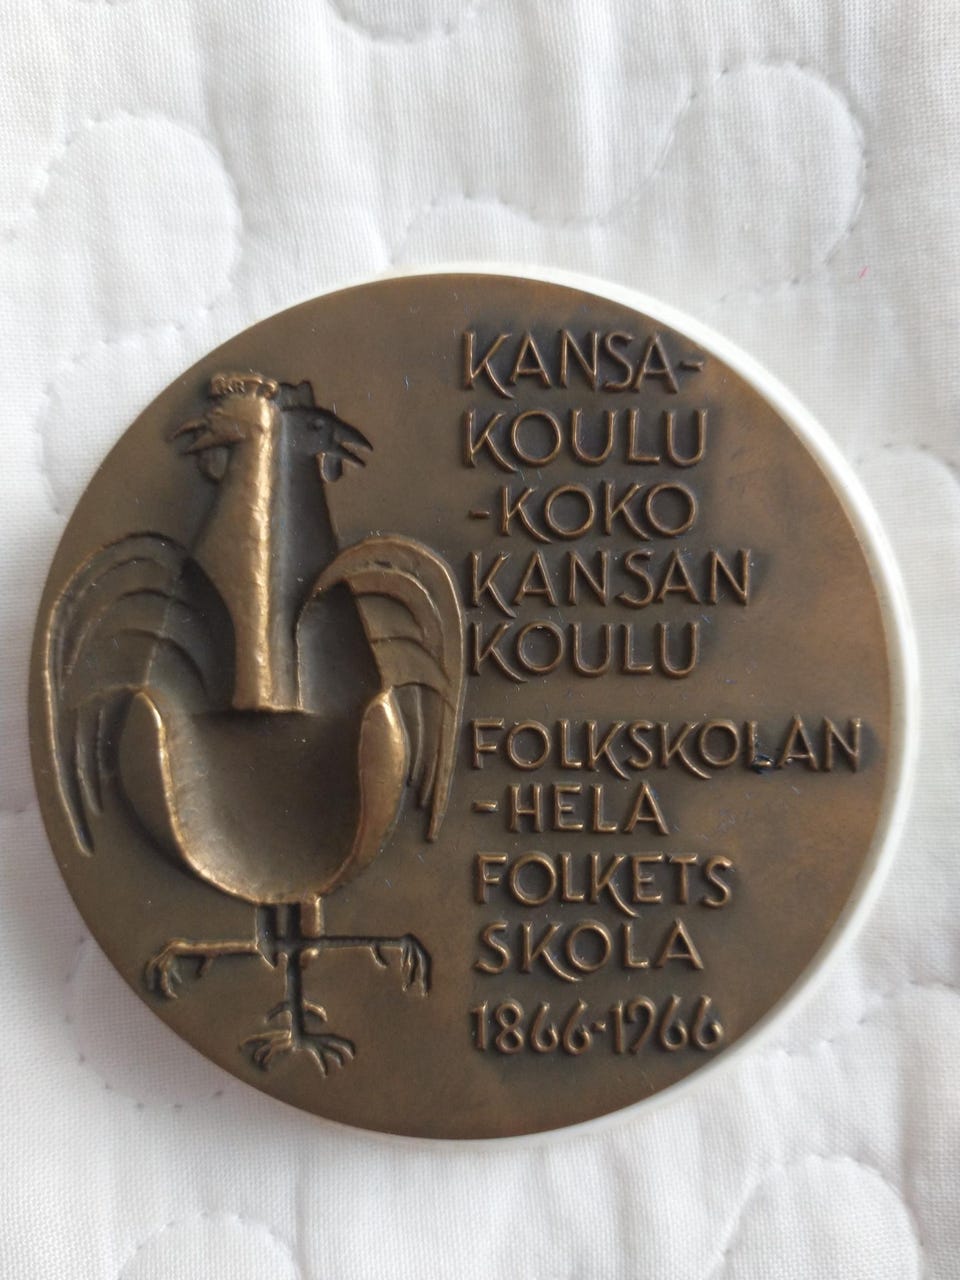 KANSA-
KOULU
-KOKO
KANSAN
KOULU
FOLKSKOLAN
-HELA
FOLKETS
SKOLA
1866-1966